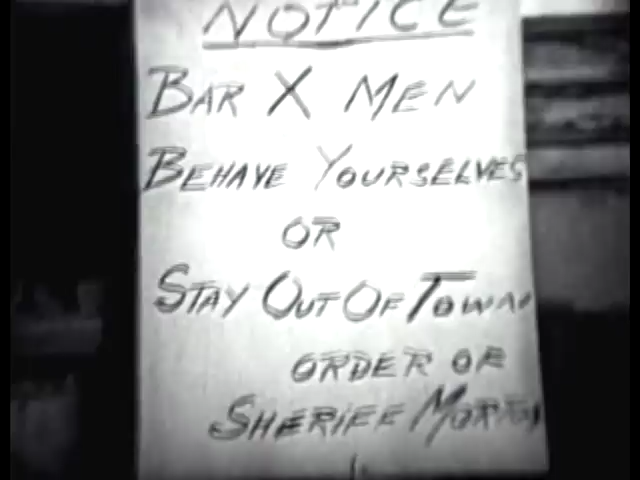 NOTICE
BAR X MEN
BEHAVE YOURSELVES
OR
STAY OUT OF TOWN
ORDER OF
SHERIFF MORTON